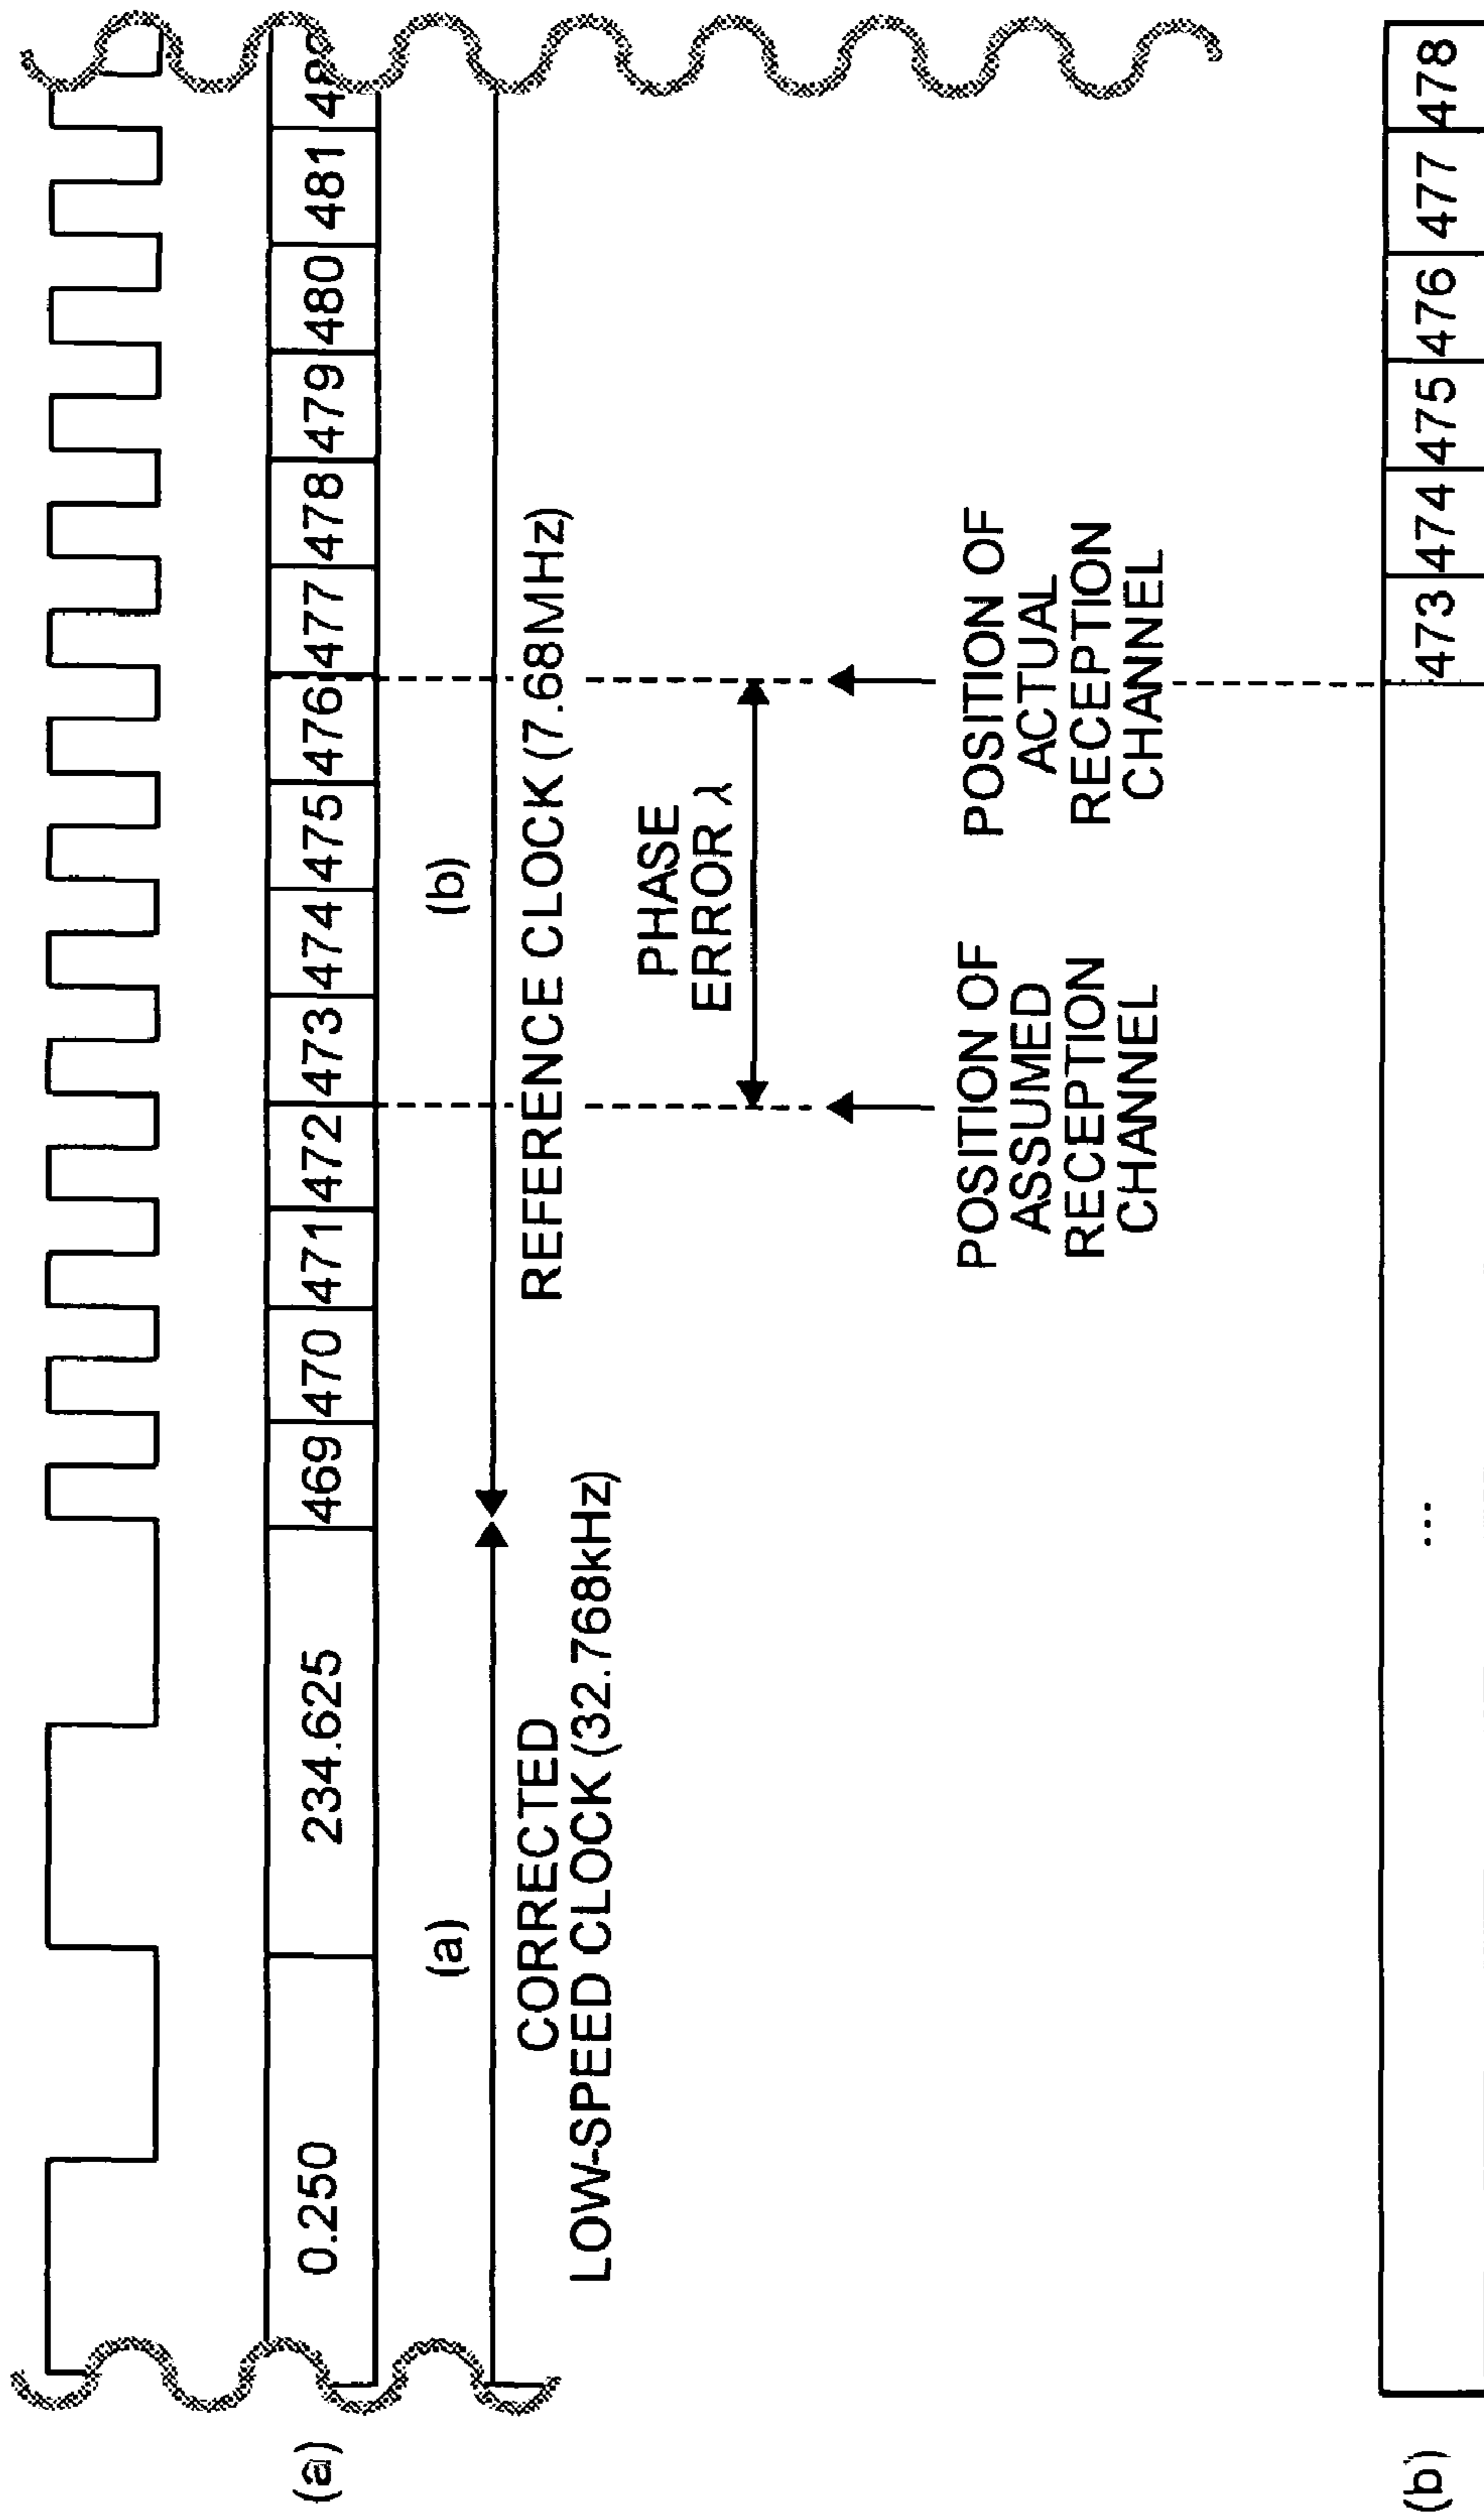 (a)
0.250 234.625 469 470 471 472 473 474 475 476 477 478 479 480 481
(a)
(b)
CORRECTED
LOW-SPEED CLOCK (32.768kHz)
REFERENCE CLOCK (7.68MHz)
PHASE
ERROR λ
POSITION OF
ASSUMED
RECEPTION
CHANNEL
POSITION OF
ACTUAL
RECEPTION
CHANNEL
(b)
... 473 474 475 476 477 478